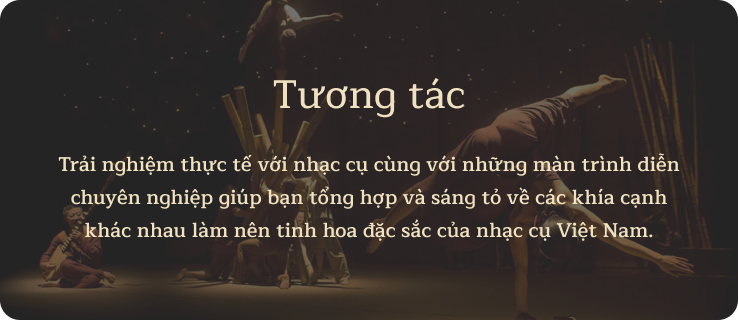 Tương tác
Trải nghiệm thực tế với nhạc cụ cùng với những màn trình diễn
chuyên nghiệp giúp bạn tổng hợp và sáng tỏ về các khía cạnh
khác nhau làm nên tinh hoa đặc sắc của nhạc cụ Việt Nam.